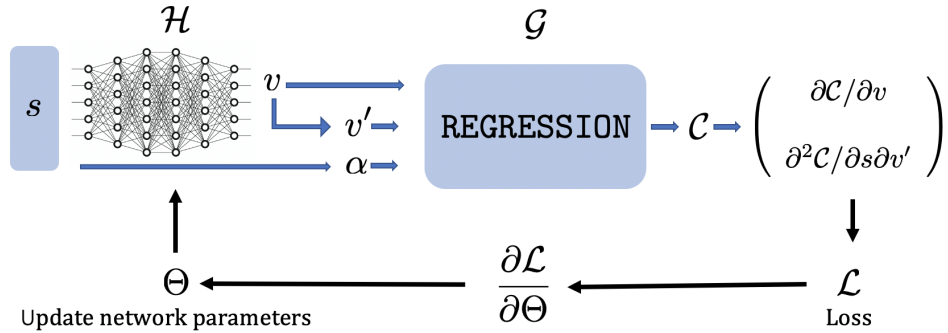 ℋ 𝒢
s v
v′
α
REGRESSION
𝒞
∂𝒞/∂v
∂²𝒞/∂s∂v′
Θ
Update network parameters
∂ℒ
∂Θ
ℒ
Loss